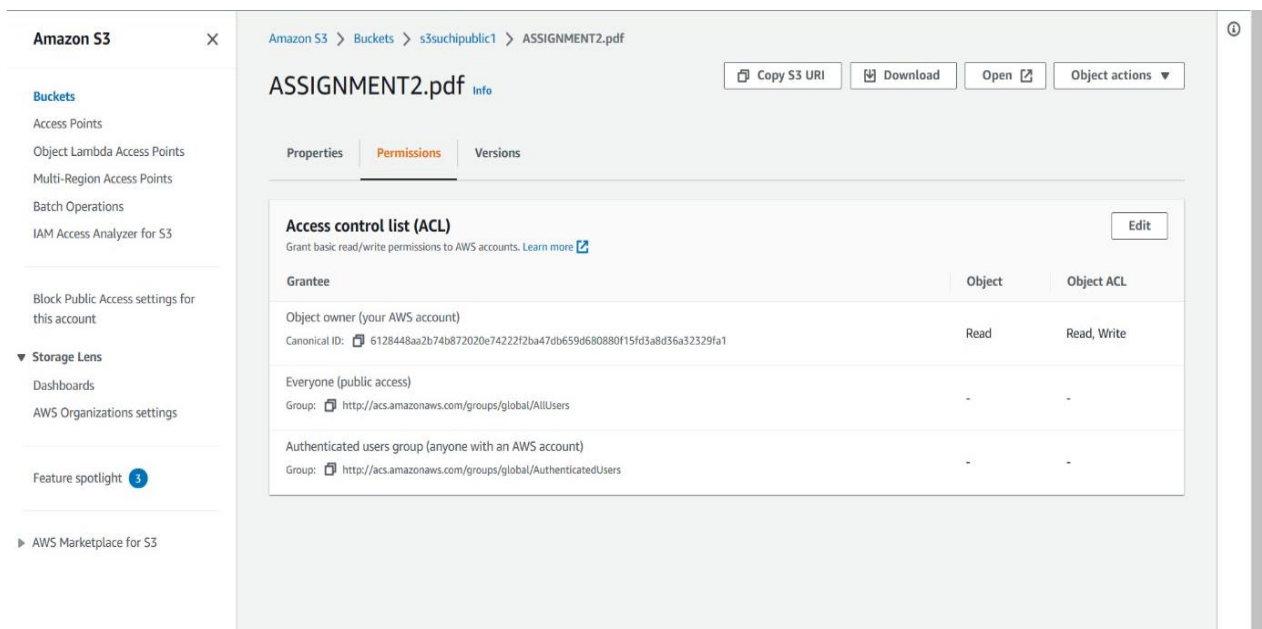 Amazon S3
Buckets
Access Points
Object Lambda Access Points
Multi-Region Access Points
Batch Operations
IAM Access Analyzer for S3
Block Public Access settings for
this account
Storage Lens
Dashboards
AWS Organizations settings
Feature spotlight 3
AWS Marketplace for S3
Amazon S3 > Buckets > s3suchipublic1 > ASSIGNMENT2.pdf
ASSIGNMENT2.pdf Info
Copy S3 URI Download Open Object actions
Properties Permissions Versions
Access control list (ACL) Edit
Grant basic read/write permissions to AWS accounts. Learn more
Grantee Object Object ACL
Object owner (your AWS account)
Canonical ID: 6128448aa2b74b872020e74222f2ba47db659d680880f15fd3a8d36a32329fa1 Read Read, Write
Everyone (public access)
Group: http://acs.amazonaws.com/groups/global/AllUsers - -
Authenticated users group (anyone with an AWS account)
Group: http://acs.amazonaws.com/groups/global/AuthenticatedUsers - -